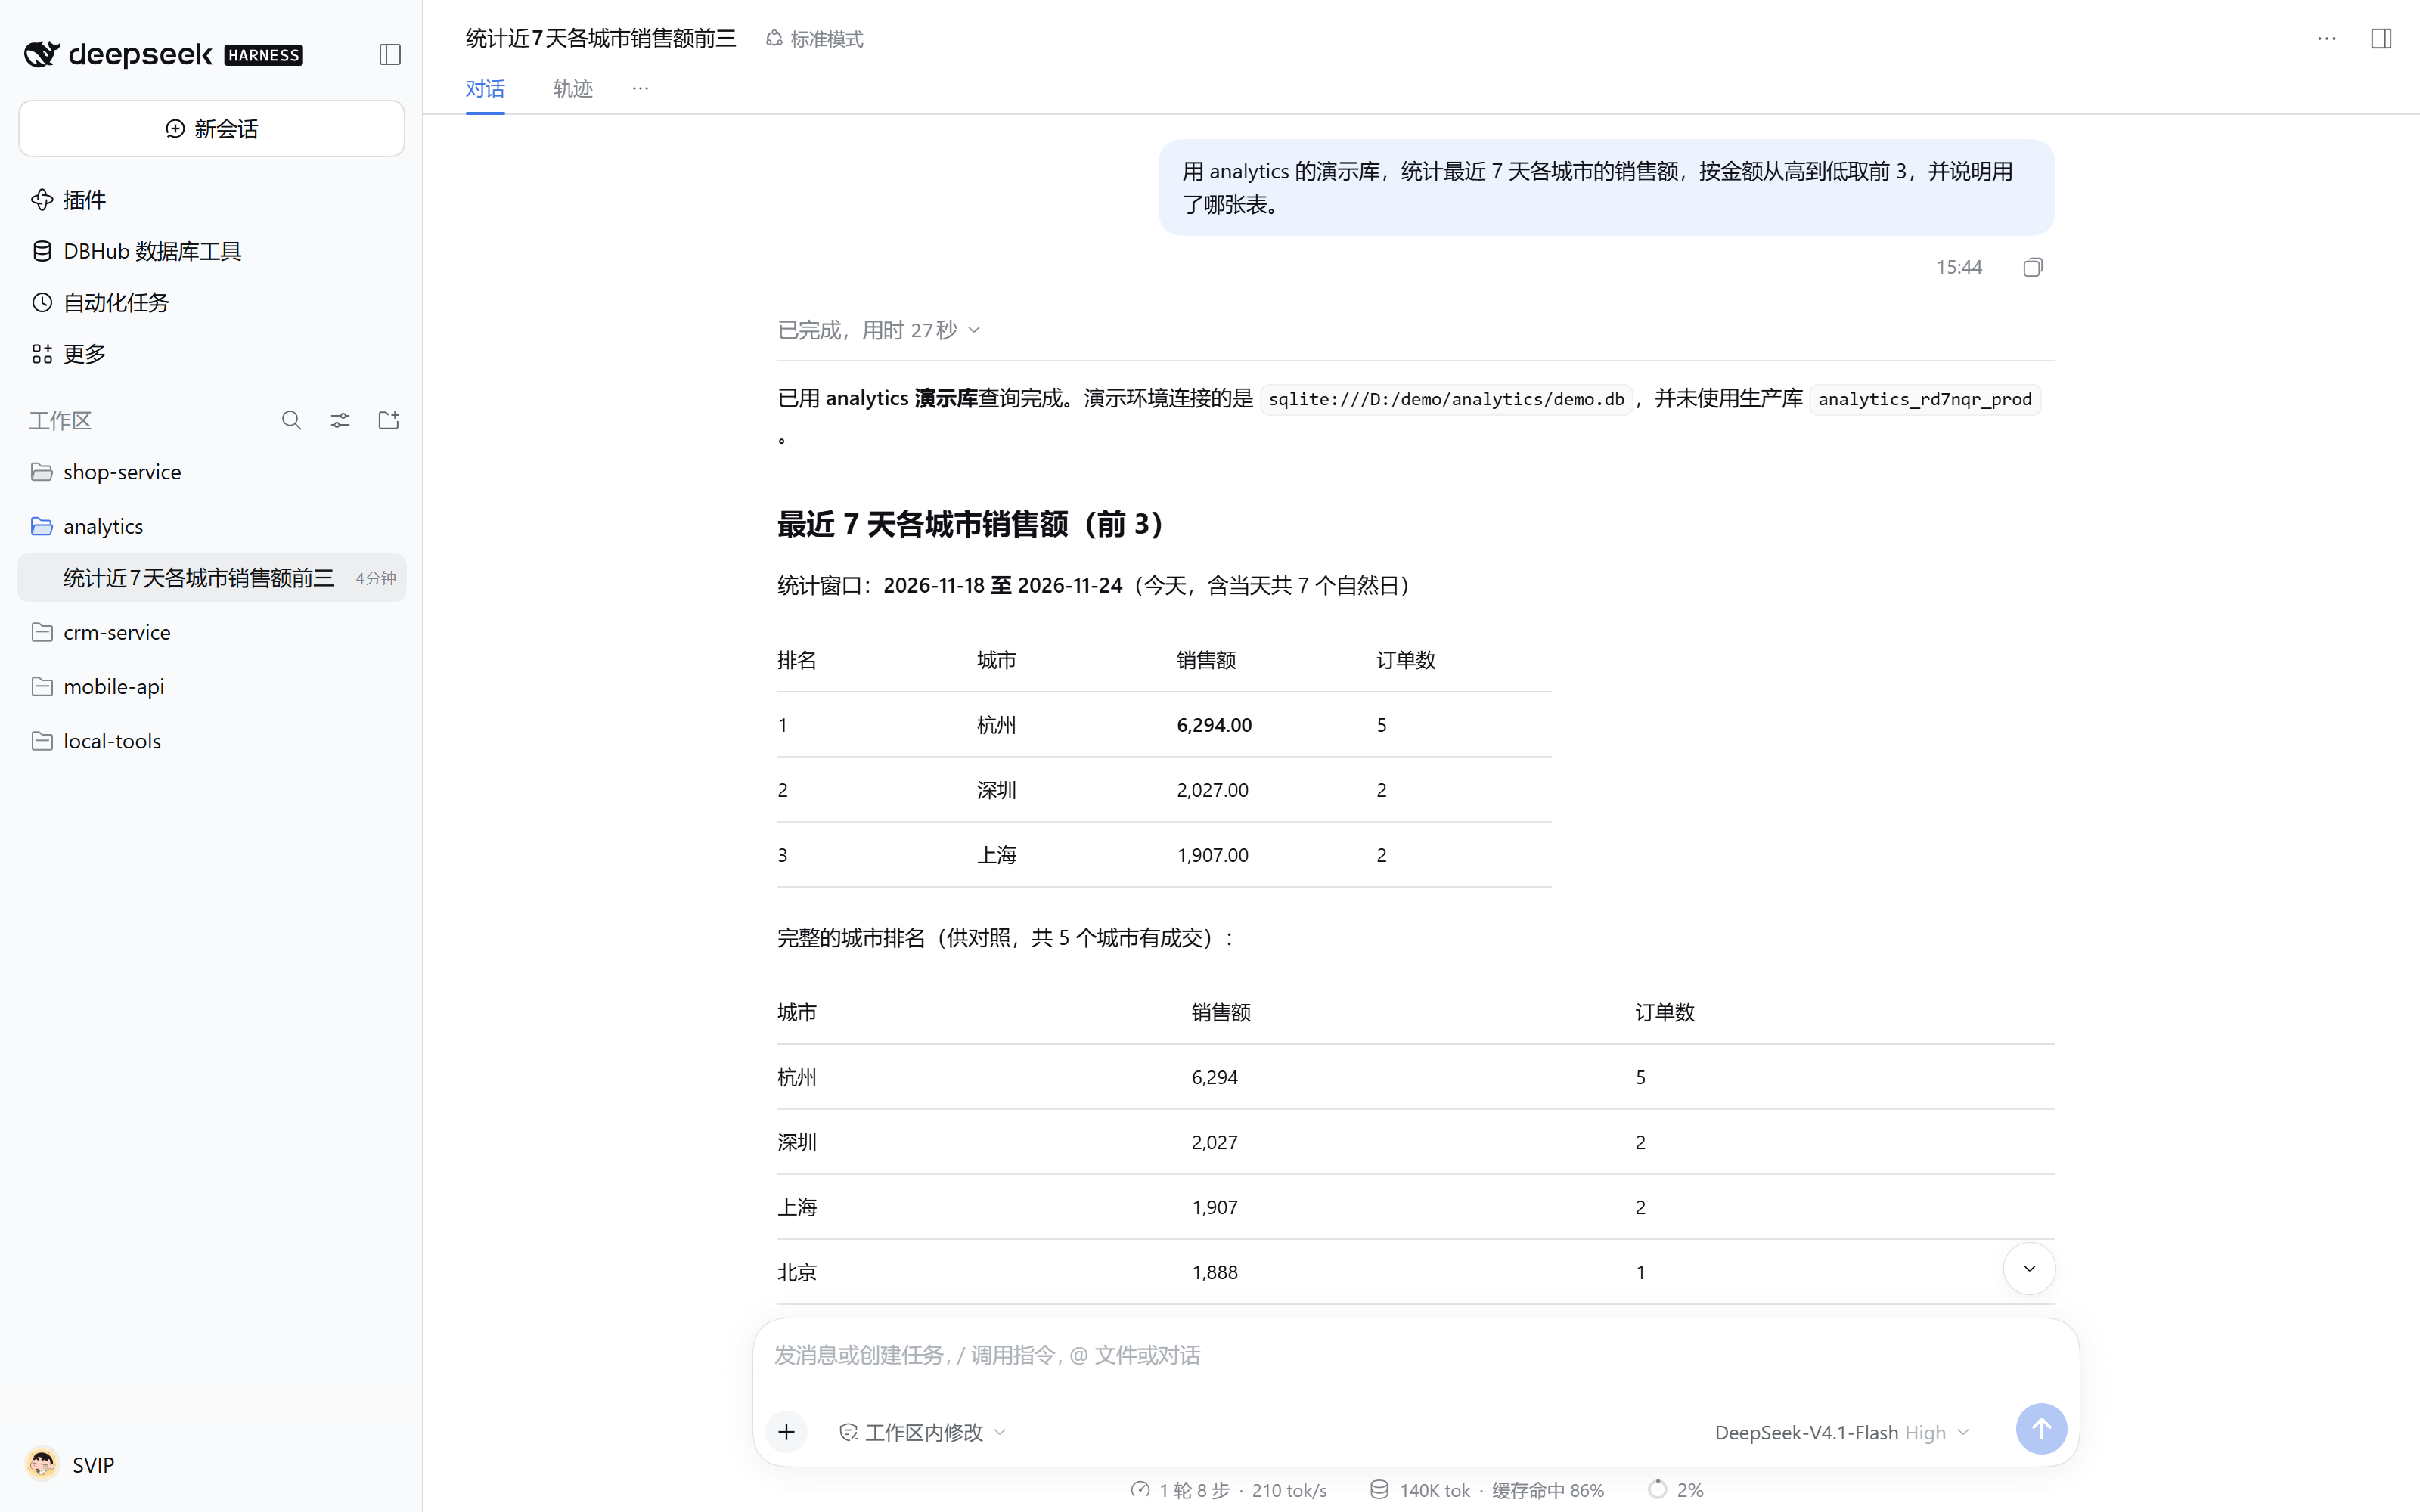 deepseek HARNESS
新会话
插件
DBHub 数据库工具
自动化任务
更多
工作区
shop-service
analytics
统计近7天各城市销售额前三 4分钟
crm-service
mobile-api
local-tools
SVIP
统计近7天各城市销售额前三 标准模式
对话 轨迹 ···
用 analytics 的演示库，统计最近 7 天各城市的销售额，按金额从高到低取前 3，并说明用
了哪张表。
15:44
已完成，用时 27秒
已用 analytics 演示库查询完成。演示环境连接的是 sqlite:///D:/demo/analytics/demo.db，并未使用生产库 analytics_rd7nqr_prod
。
最近 7 天各城市销售额（前 3）
统计窗口：2026-11-18 至 2026-11-24（今天，含当天共 7 个自然日）
排名 城市 销售额 订单数
1 杭州 6,294.00 5
2 深圳 2,027.00 2
3 上海 1,907.00 2
完整的城市排名（供对照，共 5 个城市有成交）：
城市 销售额 订单数
杭州 6,294 5
深圳 2,027 2
上海 1,907 2
北京 1,888 1
发消息或创建任务, / 调用指令, @ 文件或对话
工作区内修改
DeepSeek-V4.1-Flash High
1 轮 8 步 · 210 tok/s 140K tok · 缓存命中 86% 2%